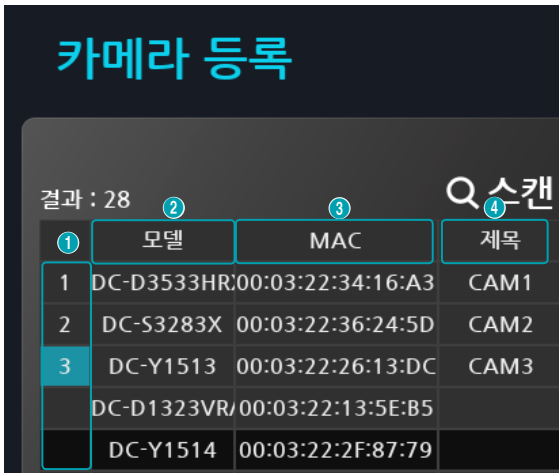 카메라 등록
결과 : 28
스캔
1 2 3 4
모델 MAC 제목
1 DC-D3533HR 00:03:22:34:16:A3 CAM1
2 DC-S3283X 00:03:22:36:24:5D CAM2
3 DC-Y1513 00:03:22:26:13:DC CAM3
DC-D1323VR 00:03:22:13:5E:B5
DC-Y1514 00:03:22:2F:87:79